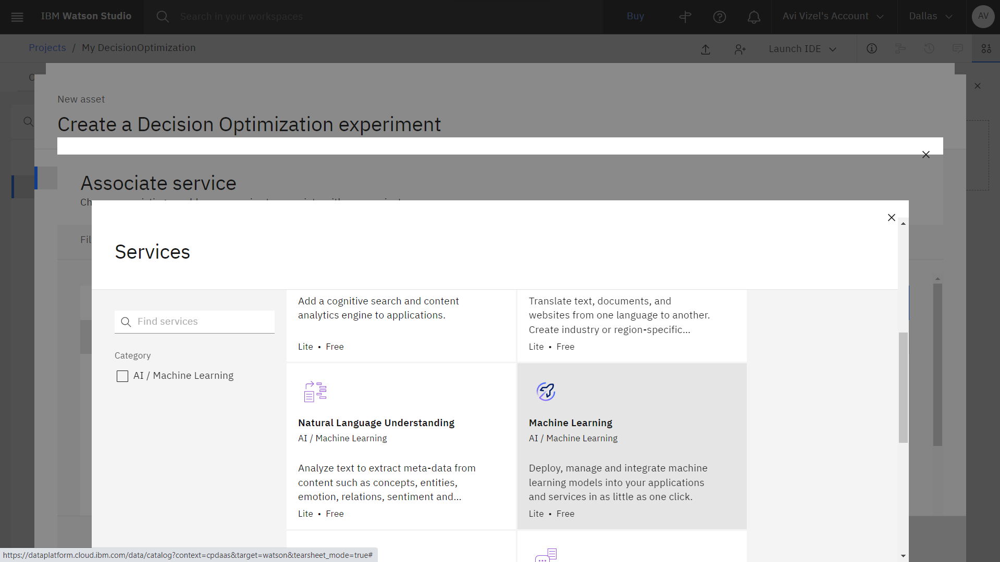 IBM Watson Studio
Search in your workspaces
Buy
Avi Vizel's Account
Dallas
AV
Projects / My DecisionOptimization
Launch IDE
New asset
Create a Decision Optimization experiment
Associate service
Services
Find services
Category
AI / Machine Learning
Add a cognitive search and content
analytics engine to applications.
Lite • Free
Translate text, documents, and
websites from one language to another.
Create industry or region-specific...
Lite • Free
Natural Language Understanding
AI / Machine Learning
Analyze text to extract meta-data from
content such as concepts, entities,
emotion, relations, sentiment and...
Lite • Free
Machine Learning
AI / Machine Learning
Deploy, manage and integrate machine
learning models into your applications
and services in as little as one click.
Lite • Free
https://dataplatform.cloud.ibm.com/data/catalog?context=cpdaas&target=watson&tearsheet_mode=true#